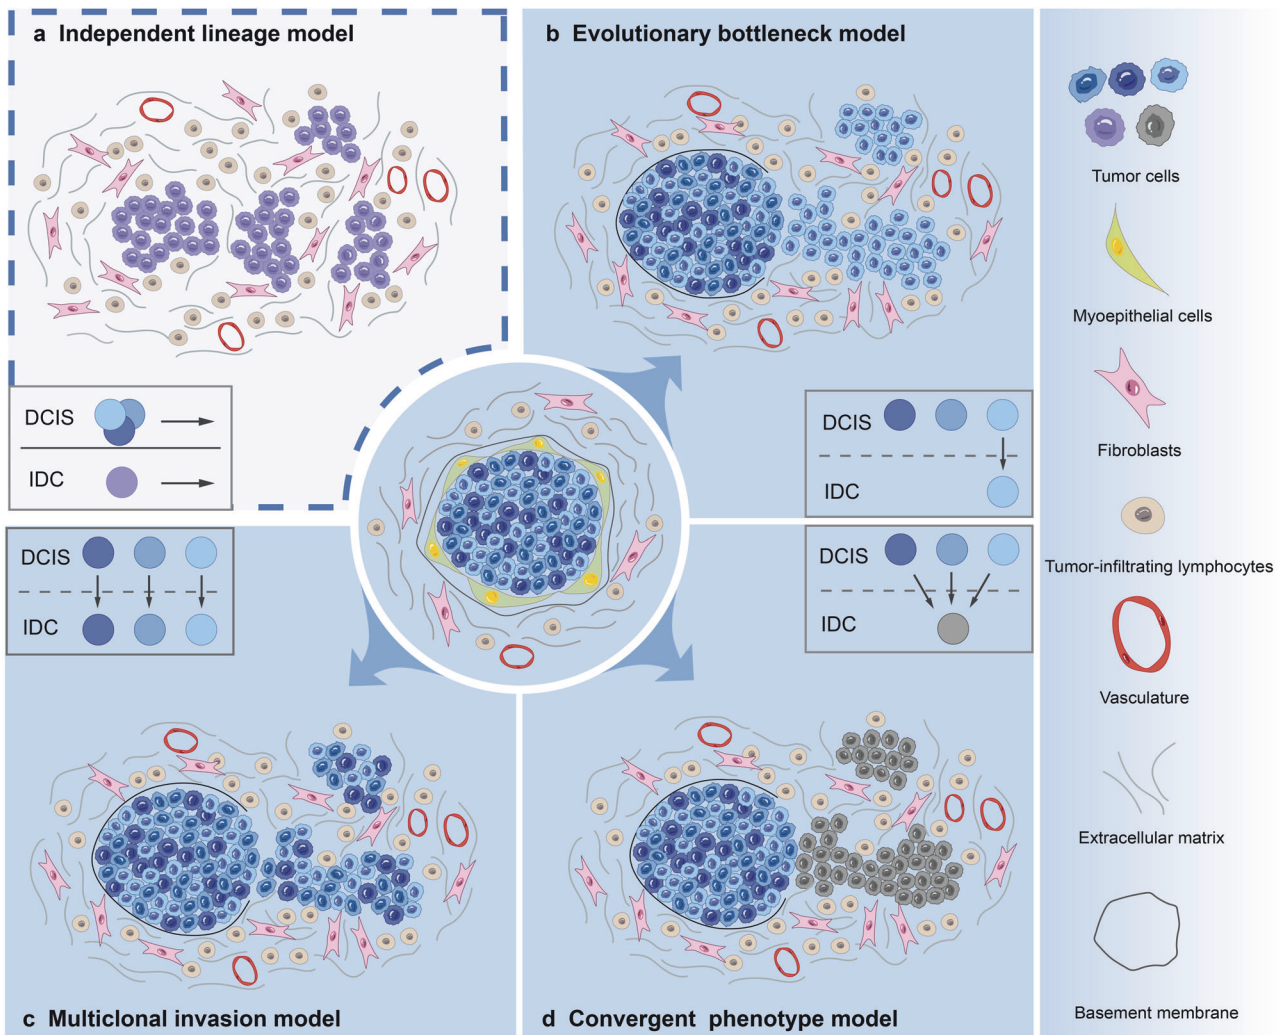 a Independent lineage model
DCIS
IDC
b Evolutionary bottleneck model
DCIS
IDC
DCIS
IDC
c Multiclonal invasion model
DCIS
IDC
d Convergent phenotype model
Tumor cells
Myoepithelial cells
Fibroblasts
Tumor-infiltrating lymphocytes
Vasculature
Extracellular matrix
Basement membrane